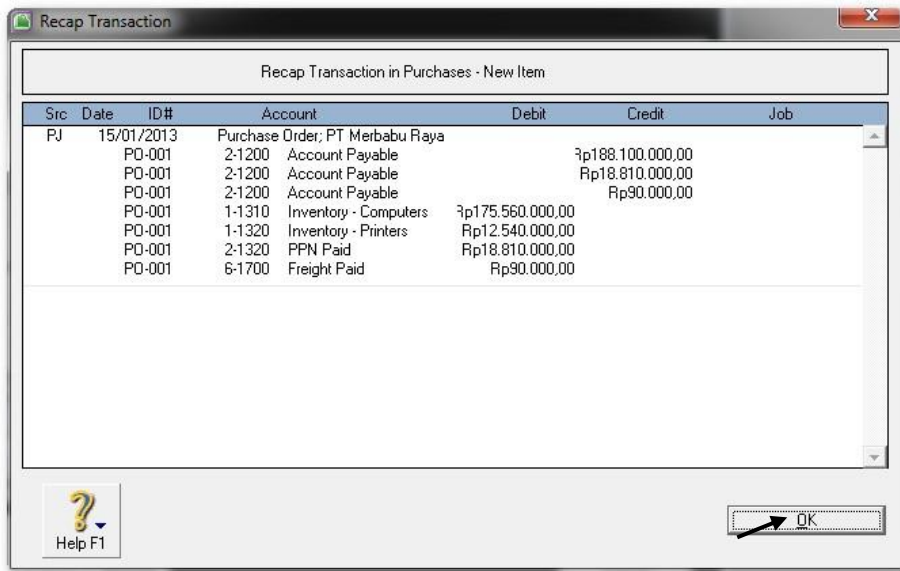 Recap Transaction
Recap Transaction in Purchases - New Item
Src Date ID# Account Debit Credit Job
PJ 15/01/2013 Purchase Order; PT Merbabu Raya
PO-001 2-1200 Account Payable Rp188.100.000,00
PO-001 2-1200 Account Payable Rp18.810.000,00
PO-001 2-1200 Account Payable Rp90.000,00
PO-001 1-1310 Inventory - Computers Rp175.560.000,00
PO-001 1-1320 Inventory - Printers Rp12.540.000,00
PO-001 2-1320 PPN Paid Rp18.810.000,00
PO-001 6-1700 Freight Paid Rp90.000,00
Help F1
OK